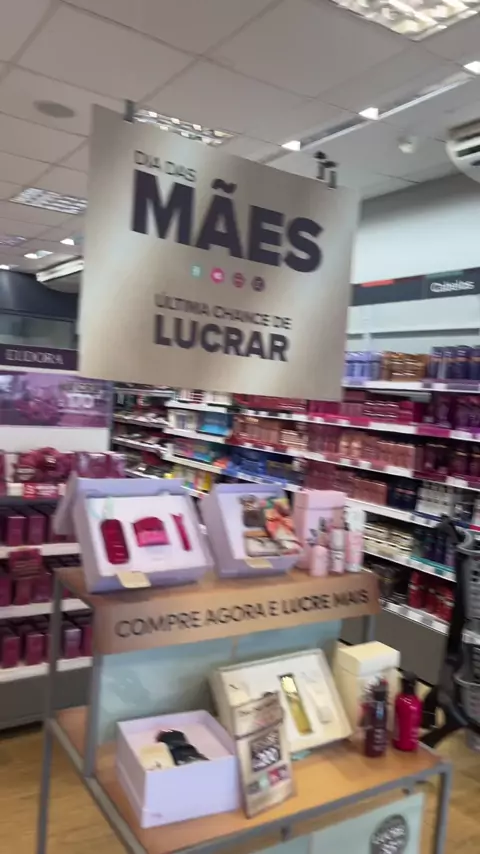 DIA DAS
MÃES
ÚLTIMA CHANCE DE
LUCRAR
Cabelos
EUDORA
COMPRE AGORA E LUCRE MAIS